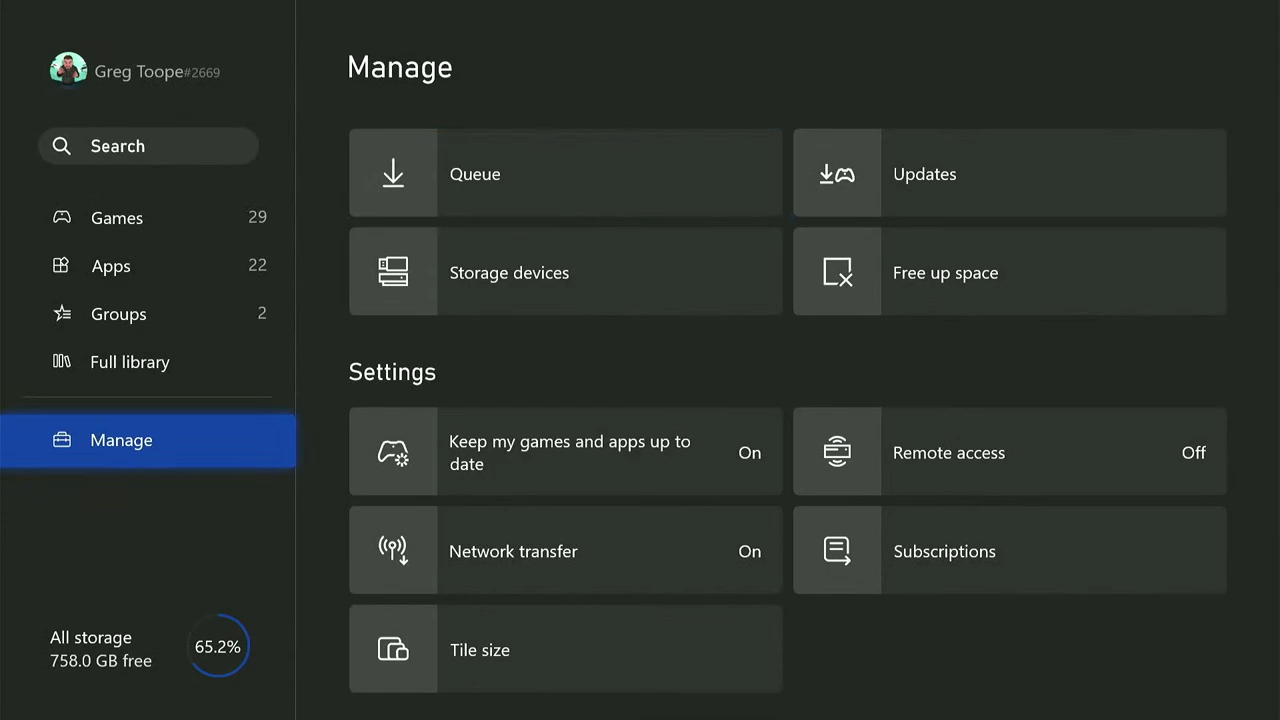 Greg Toope#2669
Search
Games 29
Apps 22
Groups 2
Full library
Manage
All storage
758.0 GB free
65.2%
Manage
Queue
Updates
Storage devices
Free up space
Settings
Keep my games and apps up to
date
On
Remote access Off
Network transfer On
Subscriptions
Tile size